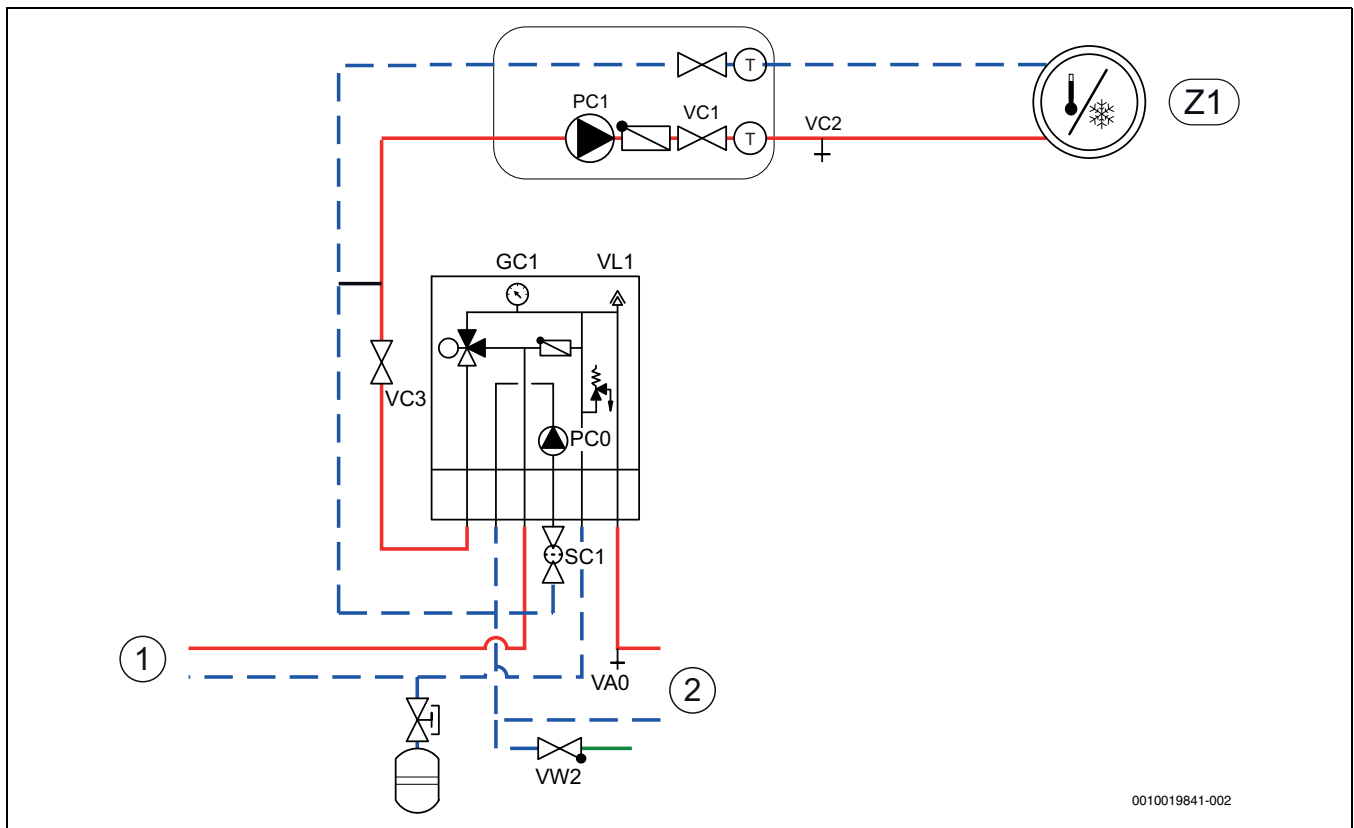 T
PC1
VC1
T
VC2
Z1
GC1
VL1
VC3
PC0
SC1
1
VA0
2
VW2
0010019841-002